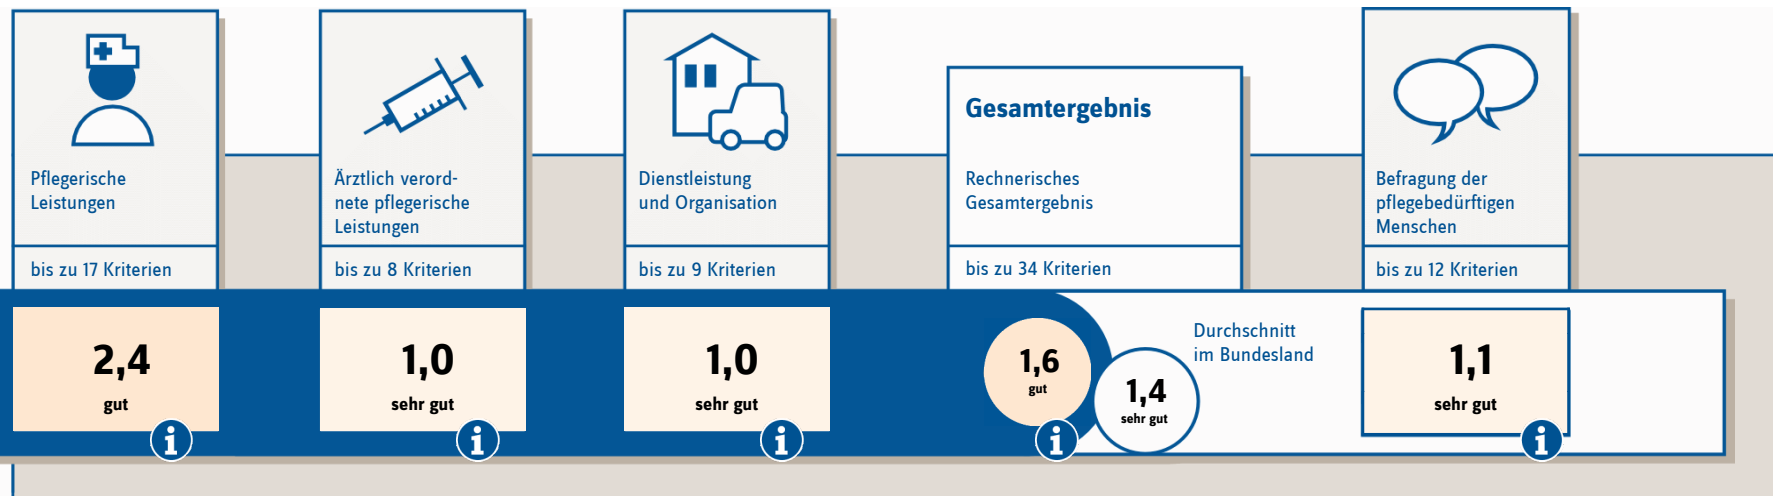 Pflegerische
Leistungen
bis zu 17 Kriterien
2,4
gut
i
Ärztlich verord-
nete pflegerische
Leistungen
bis zu 8 Kriterien
1,0
sehr gut
i
Dienstleistung
und Organisation
bis zu 9 Kriterien
1,0
sehr gut
i
Gesamtergebnis
Rechnerisches
Gesamtergebnis
bis zu 34 Kriterien
1,6
gut
i
Durchschnitt
im Bundesland
1,4
sehr gut
Befragung der
pflegebedürftigen
Menschen
bis zu 12 Kriterien
1,1
sehr gut
i